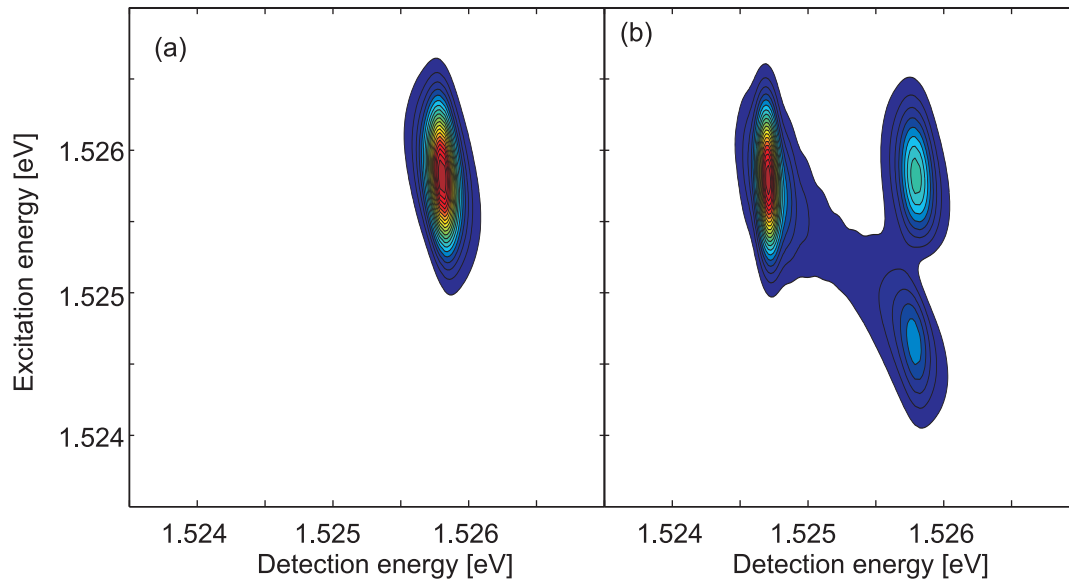 (a)
(b)
Excitation energy [eV]
1.526
1.525
1.524
1.524 1.525 1.526
1.524 1.525 1.526
Detection energy [eV]
Detection energy [eV]